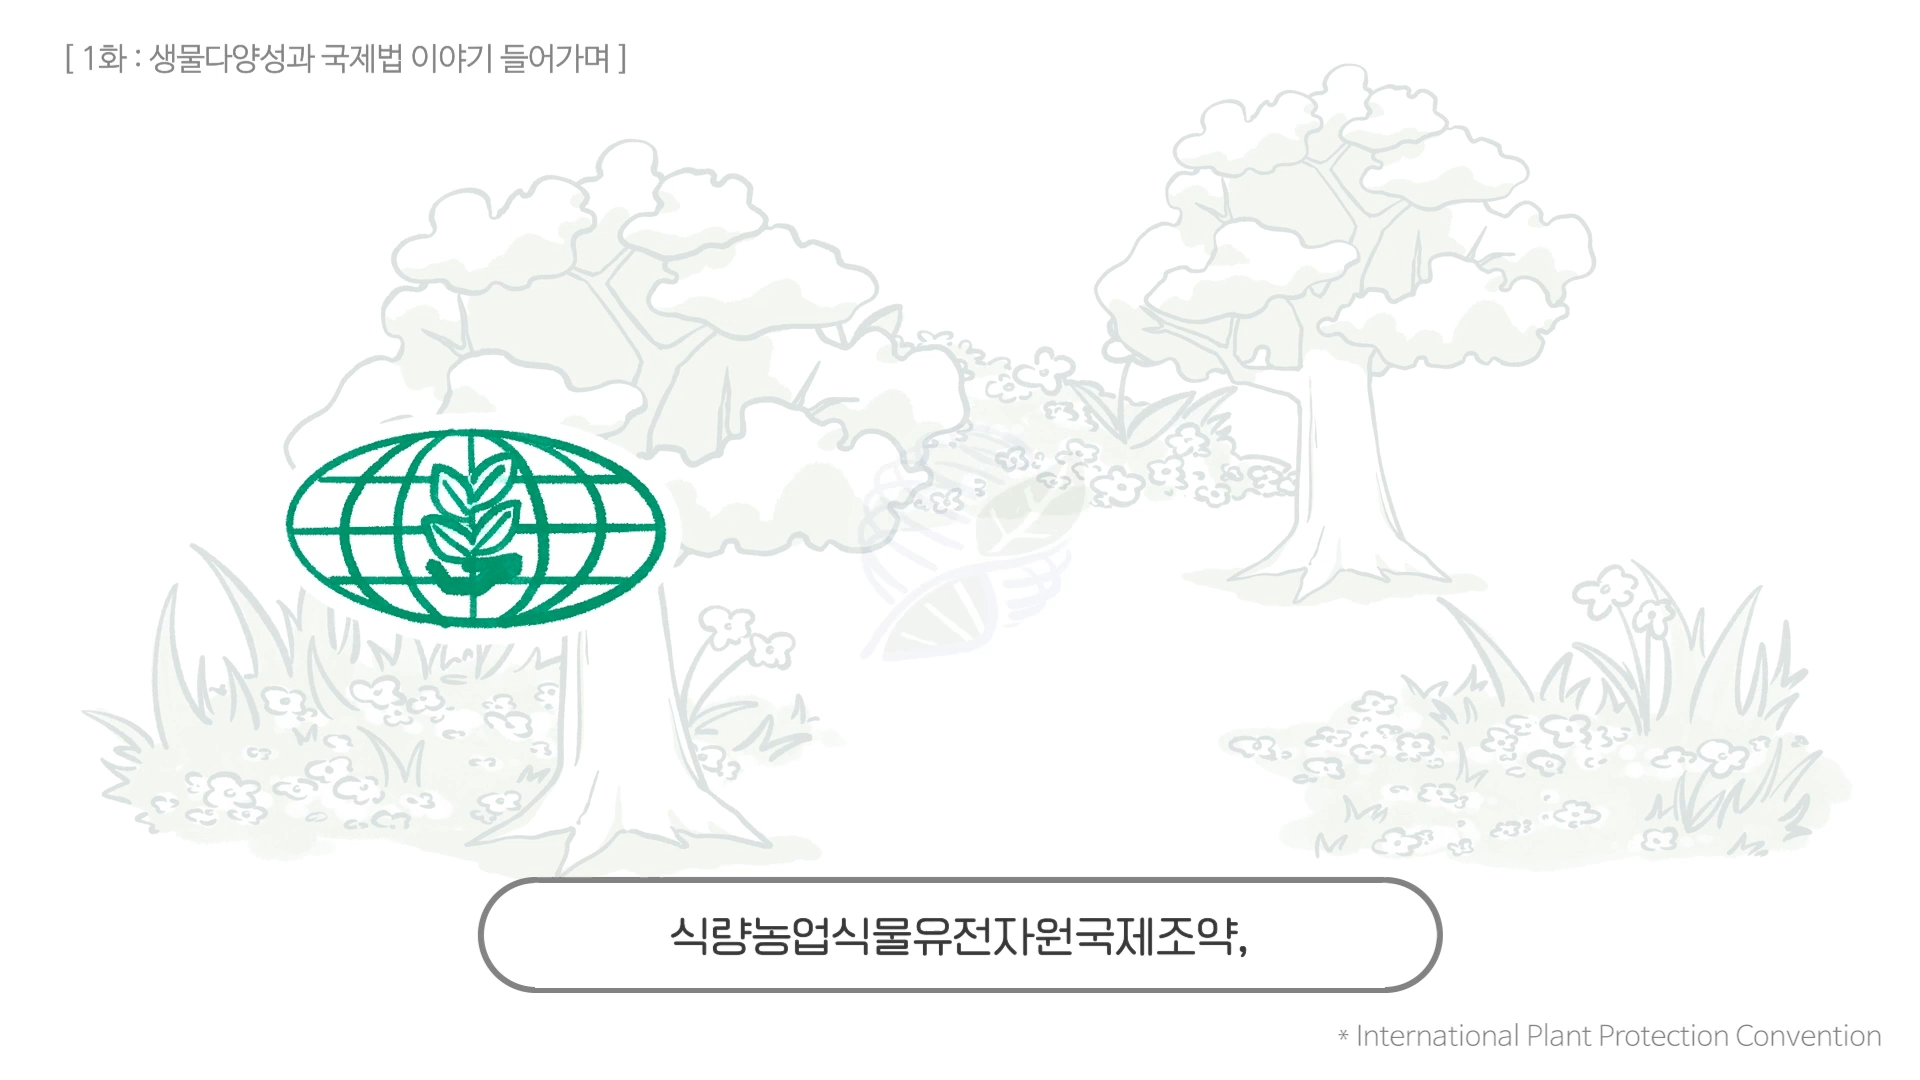 [ 1화 : 생물다양성과 국제법 이야기 들어가며 ]
식량농업식물유전자원국제조약,
* International Plant Protection Convention